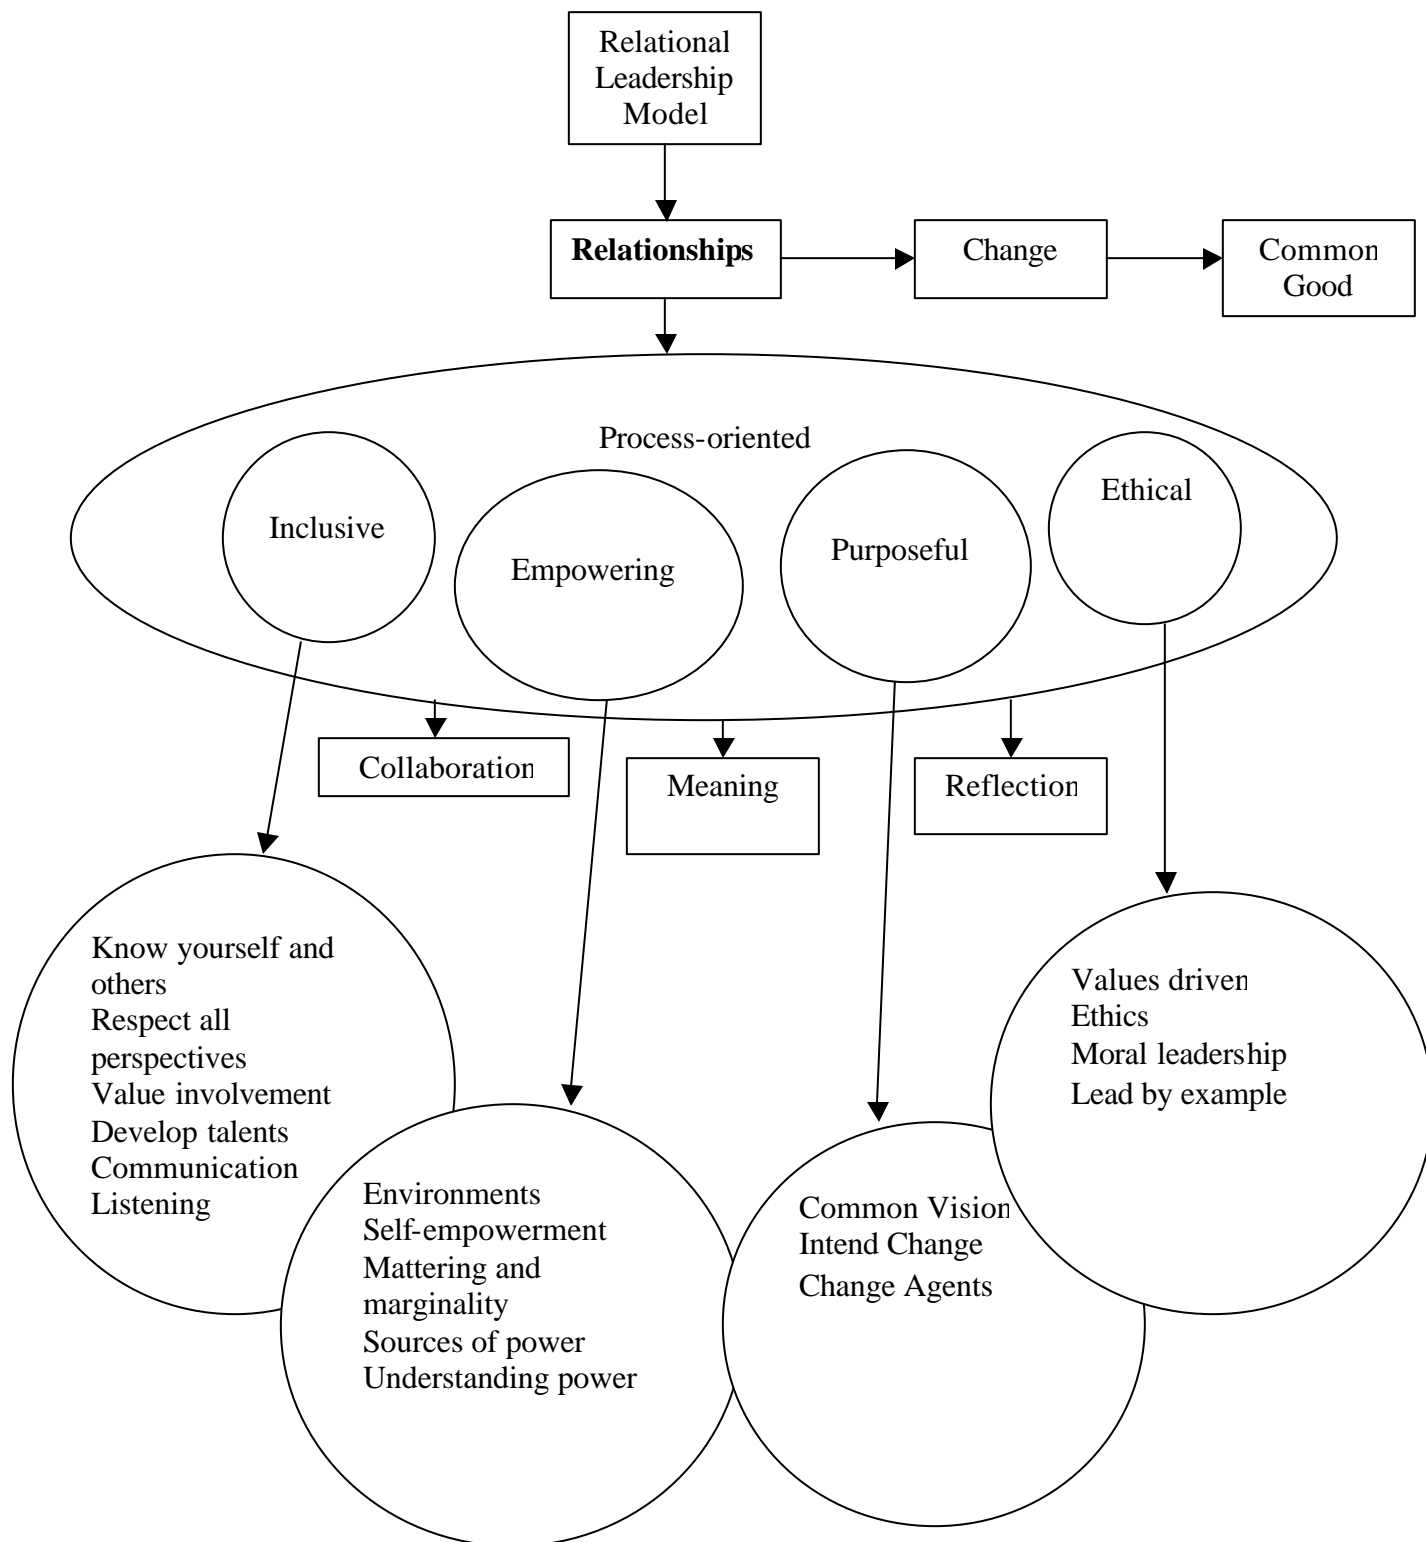 Relational
Leadership
Model
Relationships
Change
Common
Good
Process-oriented
Inclusive
Empowering
Purposeful
Ethical
Collaboration
Meaning
Reflection
Know yourself and
others
Respect all
perspectives
Value involvement
Develop talents
Communication
Listening
Environments
Self-empowerment
Mattering and
marginality
Sources of power
Understanding power
Common Vision
Intend Change
Change Agents
Values driven
Ethics
Moral leadership
Lead by example